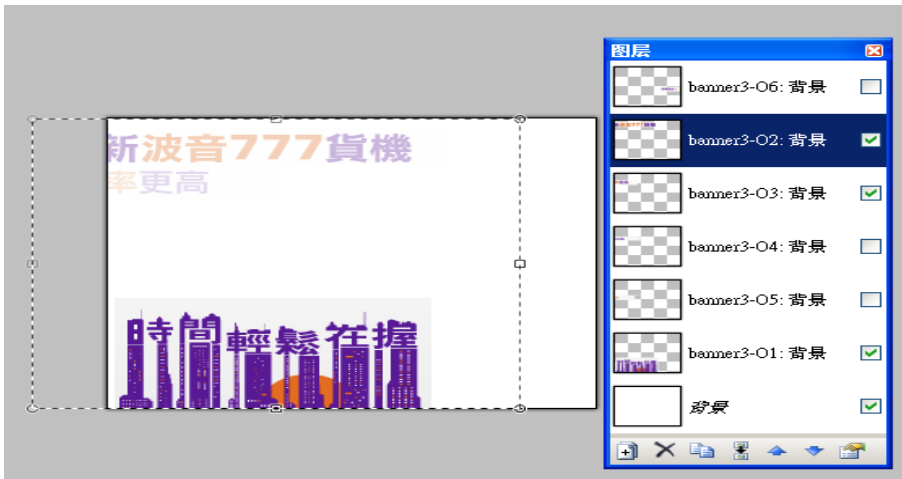 图层
banner3-O6: 背景
新波音777貨機
banner3-O2: 背景
率更高
banner3-O3: 背景
banner3-O4: 背景
banner3-O5: 背景
時間輕鬆在握
banner3-O1: 背景
背景